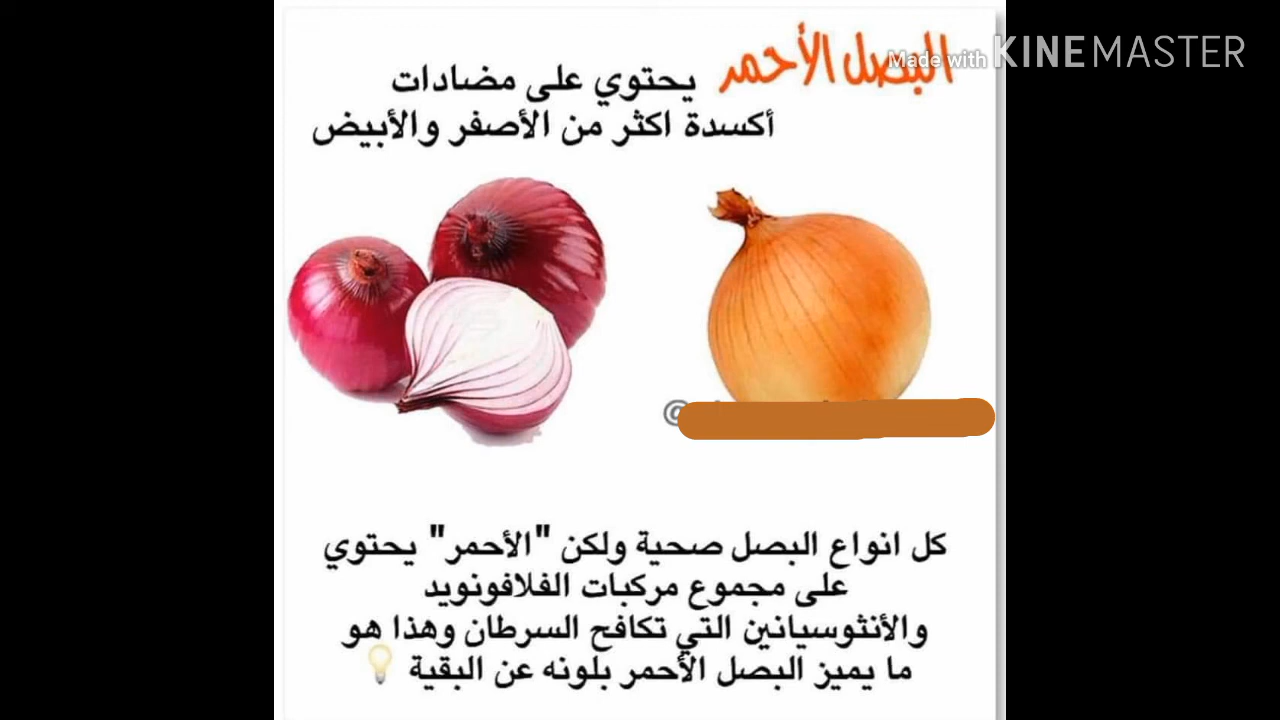 البصل الأحمر يحتوي على مضادات
أكسدة اكثر من الأصفر والأبيض
Made with KINEMASTER
@
كل انواع البصل صحية ولكن "الأحمر" يحتوي
على مجموع مركبات الفلافونويد
والأنثوسيانين التي تكافح السرطان وهذا هو
ما يميز البصل الأحمر بلونه عن البقية